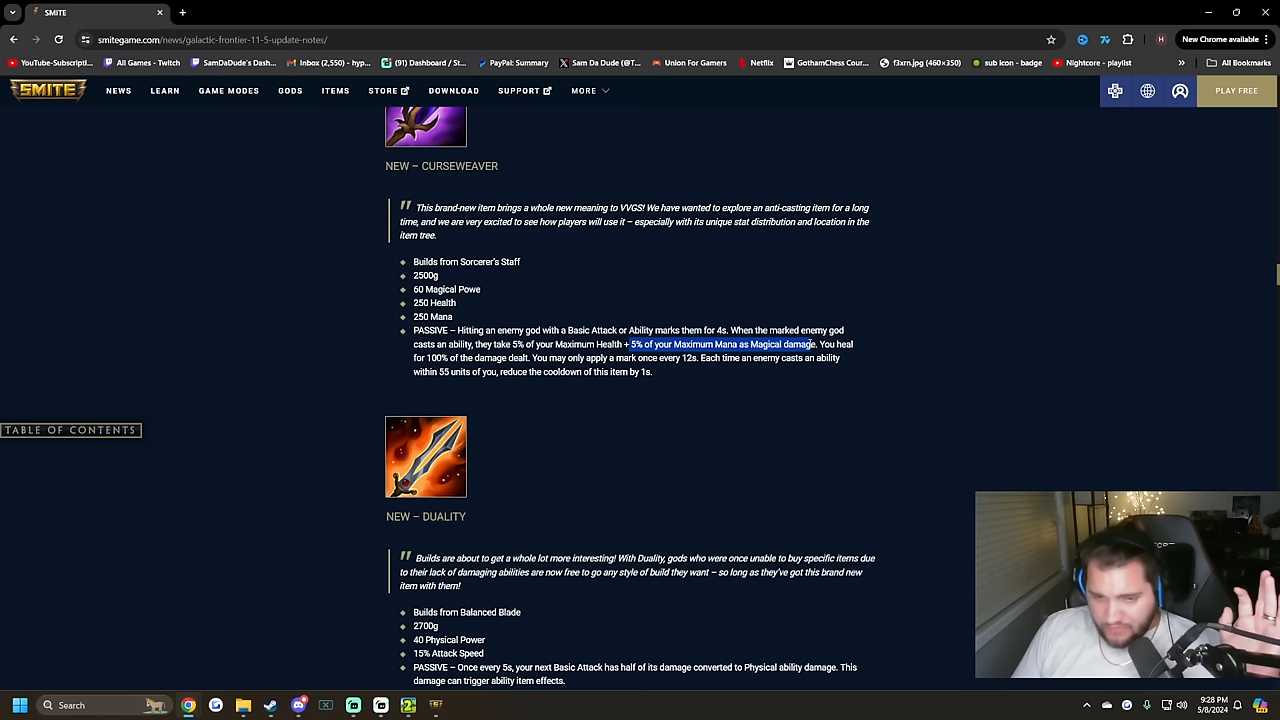 SMITE
smitegame.com/news/galactic-frontier-11-5-update-notes/
New Chrome available
YouTube-Subscripti...
All Games - Twitch
SamDaDude's Dash...
Inbox (2,550) - hyp...
(91) Dashboard / St...
PayPal: Summary
Sam Da Dude (@T...
Union For Gamers
Netflix
GothamChess Cour...
f3xrn.jpg (460×350)
sub icon - badge
Nightcore - playlist
All Bookmarks
SMITE
NEWS
LEARN
GAME MODES
GODS
ITEMS
STORE
DOWNLOAD
SUPPORT
MORE
PLAY FREE
NEW – CURSEWEAVER
" This brand-new item brings a whole new meaning to VVGS! We have wanted to explore an anti-casting item for a long
time, and we are very excited to see how players will use it – especially with its unique stat distribution and location in the
item tree.
Builds from Sorcerer's Staff
2500g
60 Magical Powe
250 Health
250 Mana
PASSIVE – Hitting an enemy god with a Basic Attack or Ability marks them for 4s. When the marked enemy god
casts an ability, they take 5% of your Maximum Health + 5% of your Maximum Mana as Magical damage. You heal
for 100% of the damage dealt. You may only apply a mark once every 12s. Each time an enemy casts an ability
within 55 units of you, reduce the cooldown of this item by 1s.
TABLE OF CONTENTS
NEW – DUALITY
" Builds are about to get a whole lot more interesting! With Duality, gods who were once unable to buy specific items due
to their lack of damaging abilities are now free to go any style of build they want – so long as they've got this brand new
item with them!
Builds from Balanced Blade
2700g
40 Physical Power
15% Attack Speed
PASSIVE – Once every 5s, your next Basic Attack has half of its damage converted to Physical ability damage. This
damage can trigger ability item effects.
Search
9:28 PM
5/8/2024